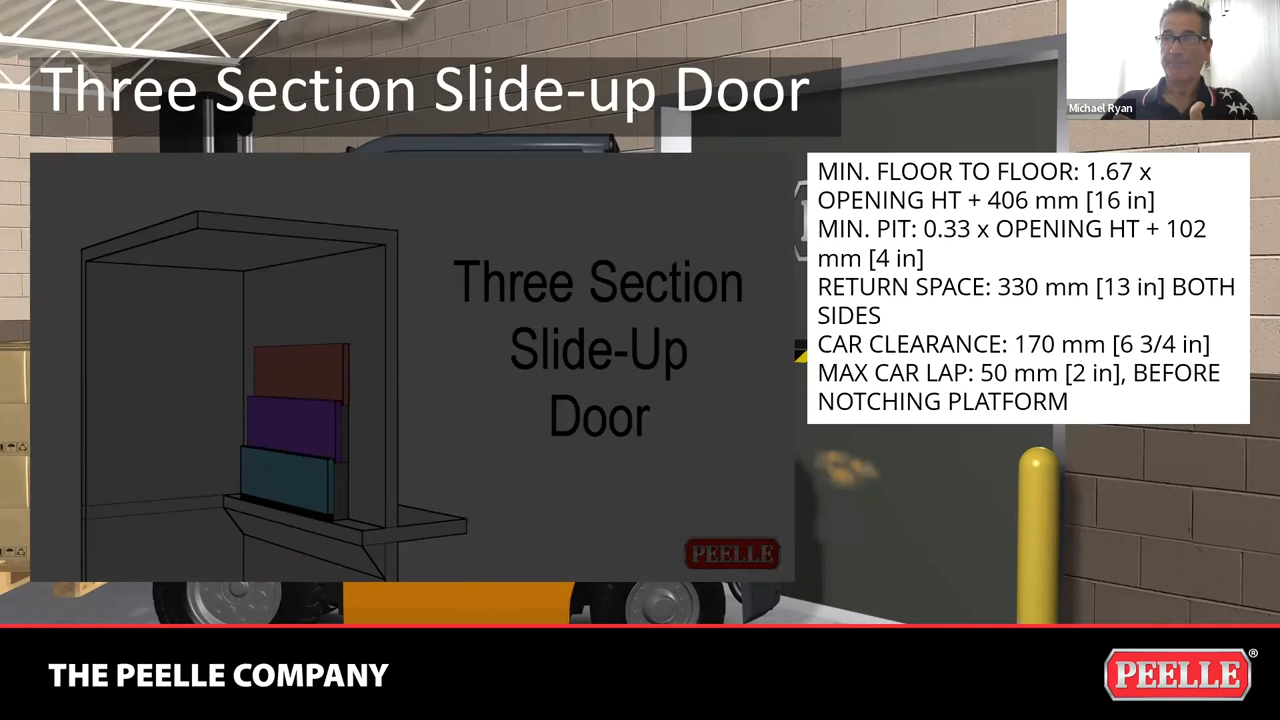 Three Section Slide-up Door
Michael Ryan
Three Section
Slide-Up
Door
PEELLE
MIN. FLOOR TO FLOOR: 1.67 x
OPENING HT + 406 mm [16 in]
MIN. PIT: 0.33 x OPENING HT + 102
mm [4 in]
RETURN SPACE: 330 mm [13 in] BOTH
SIDES
CAR CLEARANCE: 170 mm [6 3/4 in]
MAX CAR LAP: 50 mm [2 in], BEFORE
NOTCHING PLATFORM
THE PEELLE COMPANY
PEELLE®